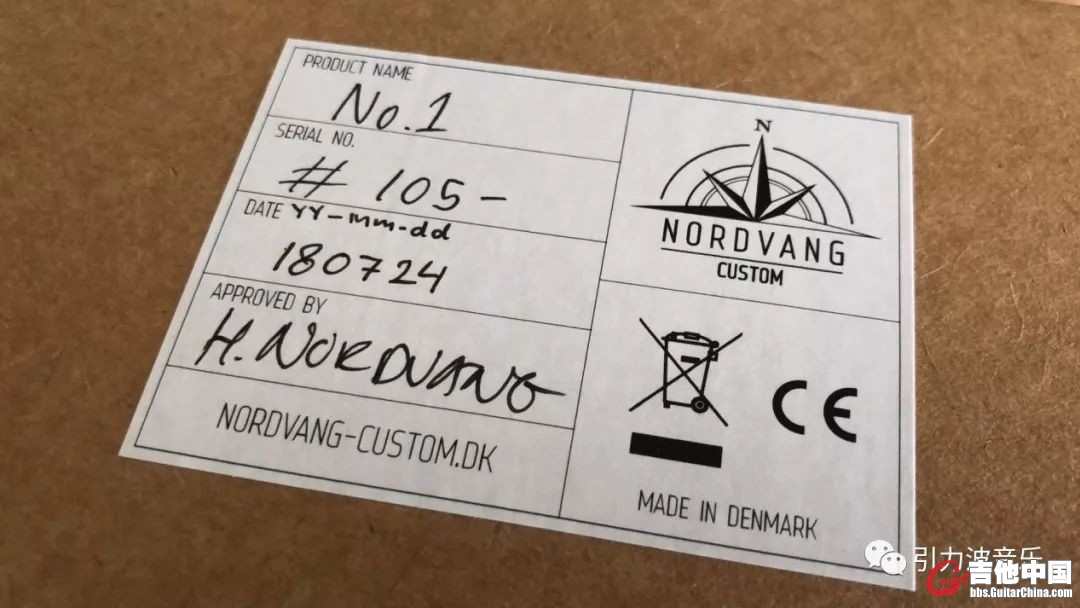 PRODUCT NAME
No.1
SERIAL NO.
# 105-
DATE YY-mm-dd
180724
APPROVED BY
H. NORDVANG
NORDVANG-CUSTOM.DK
N
NORDVANG
CUSTOM
CE
MADE IN DENMARK
引力波音乐
吉他中国
bbs.GuitarChina.com